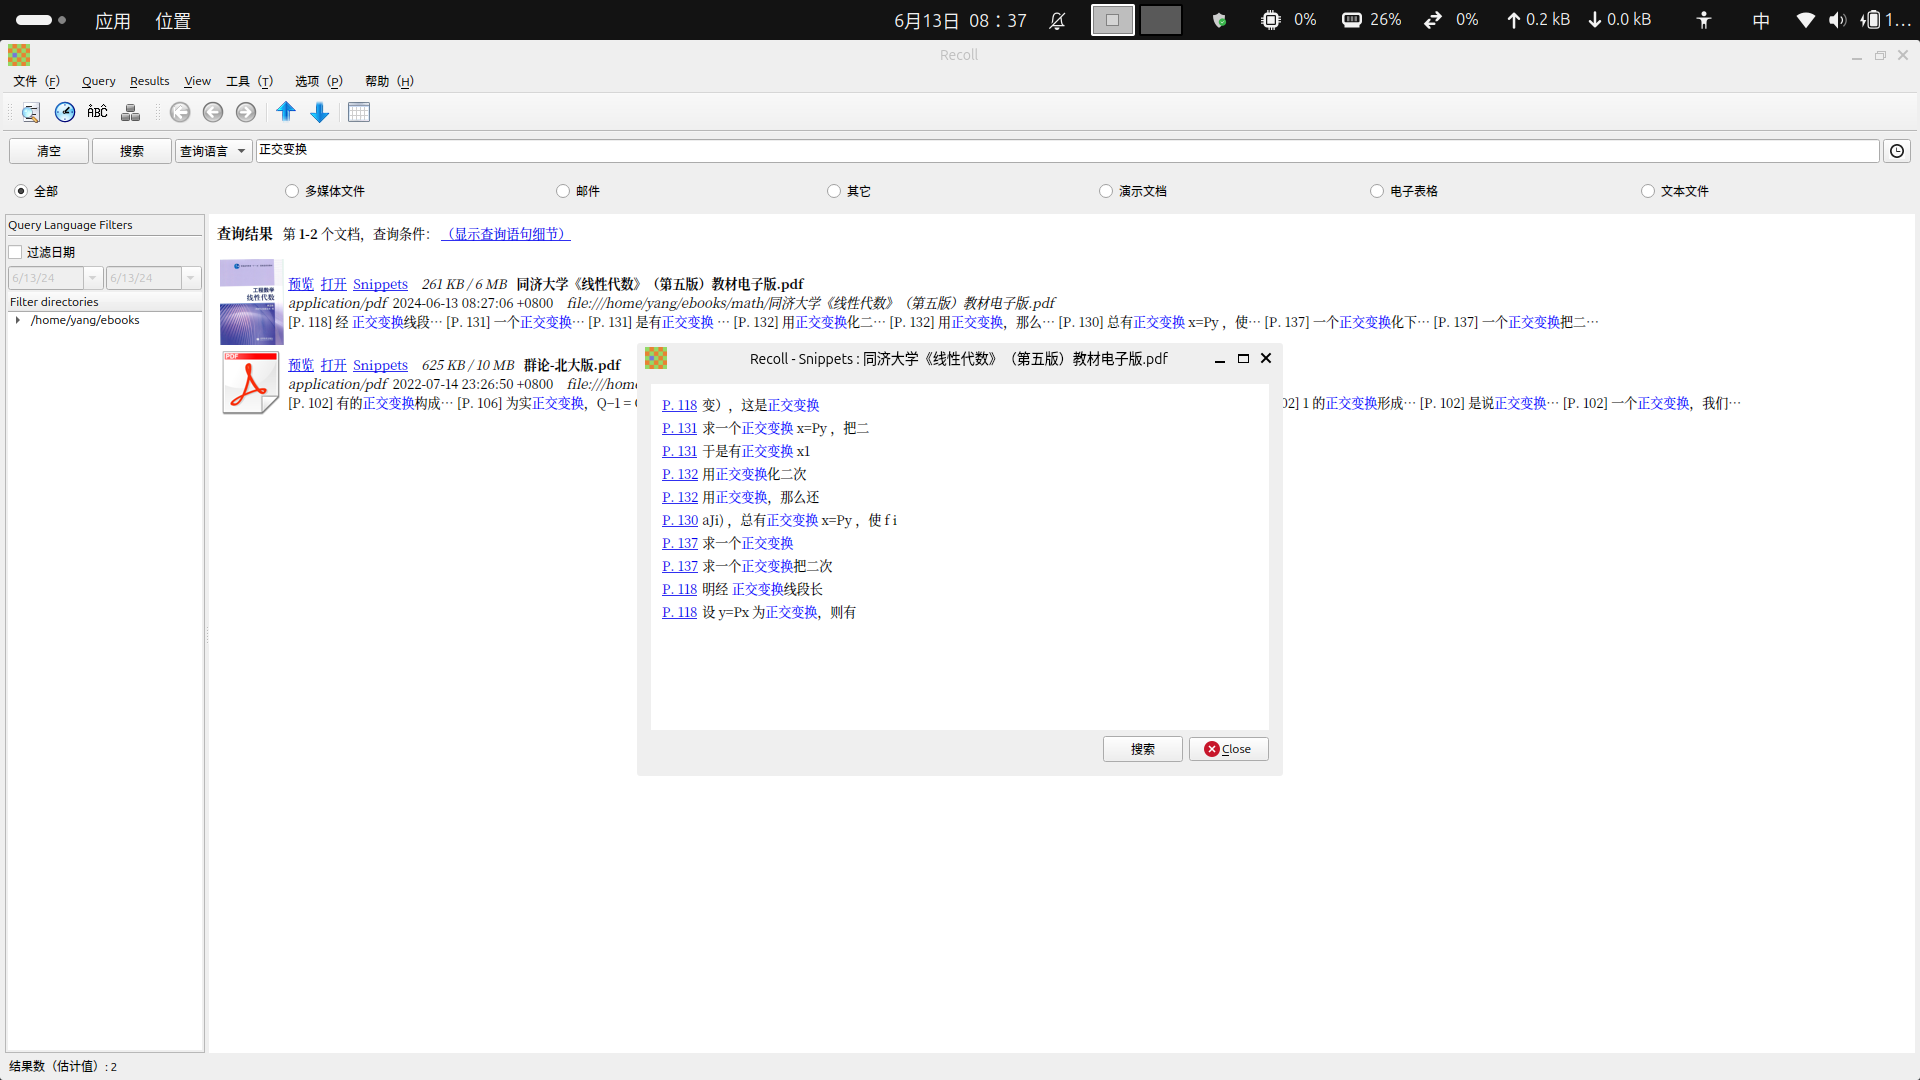 应用 位置 6月13日 08：37 0% 26% 0% 0.2 kB 0.0 kB 中 1…
Recoll
文件（F） Query Results View 工具（T） 选项（P） 帮助（H）
ÀBĈ
清空 搜索 查询语言 正交变换
全部 多媒体文件 邮件 其它 演示文档 电子表格 文本文件
Query Language Filters
过滤日期
6/13/24 6/13/24
Filter directories
/home/yang/ebooks
查询结果 第 1-2 个文档，查询条件： （显示查询语句细节）
工程数学
线性代数
预览 打开 Snippets 261 KB / 6 MB 同济大学《线性代数》（第五版）教材电子版.pdf
application/pdf 2024-06-13 08:27:06 +0800 file:///home/yang/ebooks/math/同济大学《线性代数》（第五版）教材电子版.pdf
[P. 118] 经 正交变换线段… [P. 131] 一个正交变换… [P. 131] 是有正交变换 … [P. 132] 用正交变换化二… [P. 132] 用正交变换，那么… [P. 130] 总有正交变换 x=Py ，使… [P. 137] 一个正交变换化下… [P. 137] 一个正交变换把二…
PDF
预览 打开 Snippets 625 KB / 10 MB 群论-北大版.pdf
application/pdf 2022-07-14 23:26:50 +0800 file:///hom
[P. 102] 有的正交变换构成… [P. 106] 为实正交变换，Q−1 = 02] 1 的正交变换形成… [P. 102] 是说正交变换… [P. 102] 一个正交变换，我们…
Recoll - Snippets : 同济大学《线性代数》（第五版）教材电子版.pdf
P. 118 变），这是正交变换
P. 131 求一个正交变换 x=Py ，把二
P. 131 于是有正交变换 x1
P. 132 用正交变换化二次
P. 132 用正交变换，那么还
P. 130 aJi) ，总有正交变换 x=Py ，使 f i
P. 137 求一个正交变换
P. 137 求一个正交变换把二次
P. 118 明经 正交变换线段长
P. 118 设 y=Px 为正交变换，则有
搜索 Close
结果数（估计值）: 2